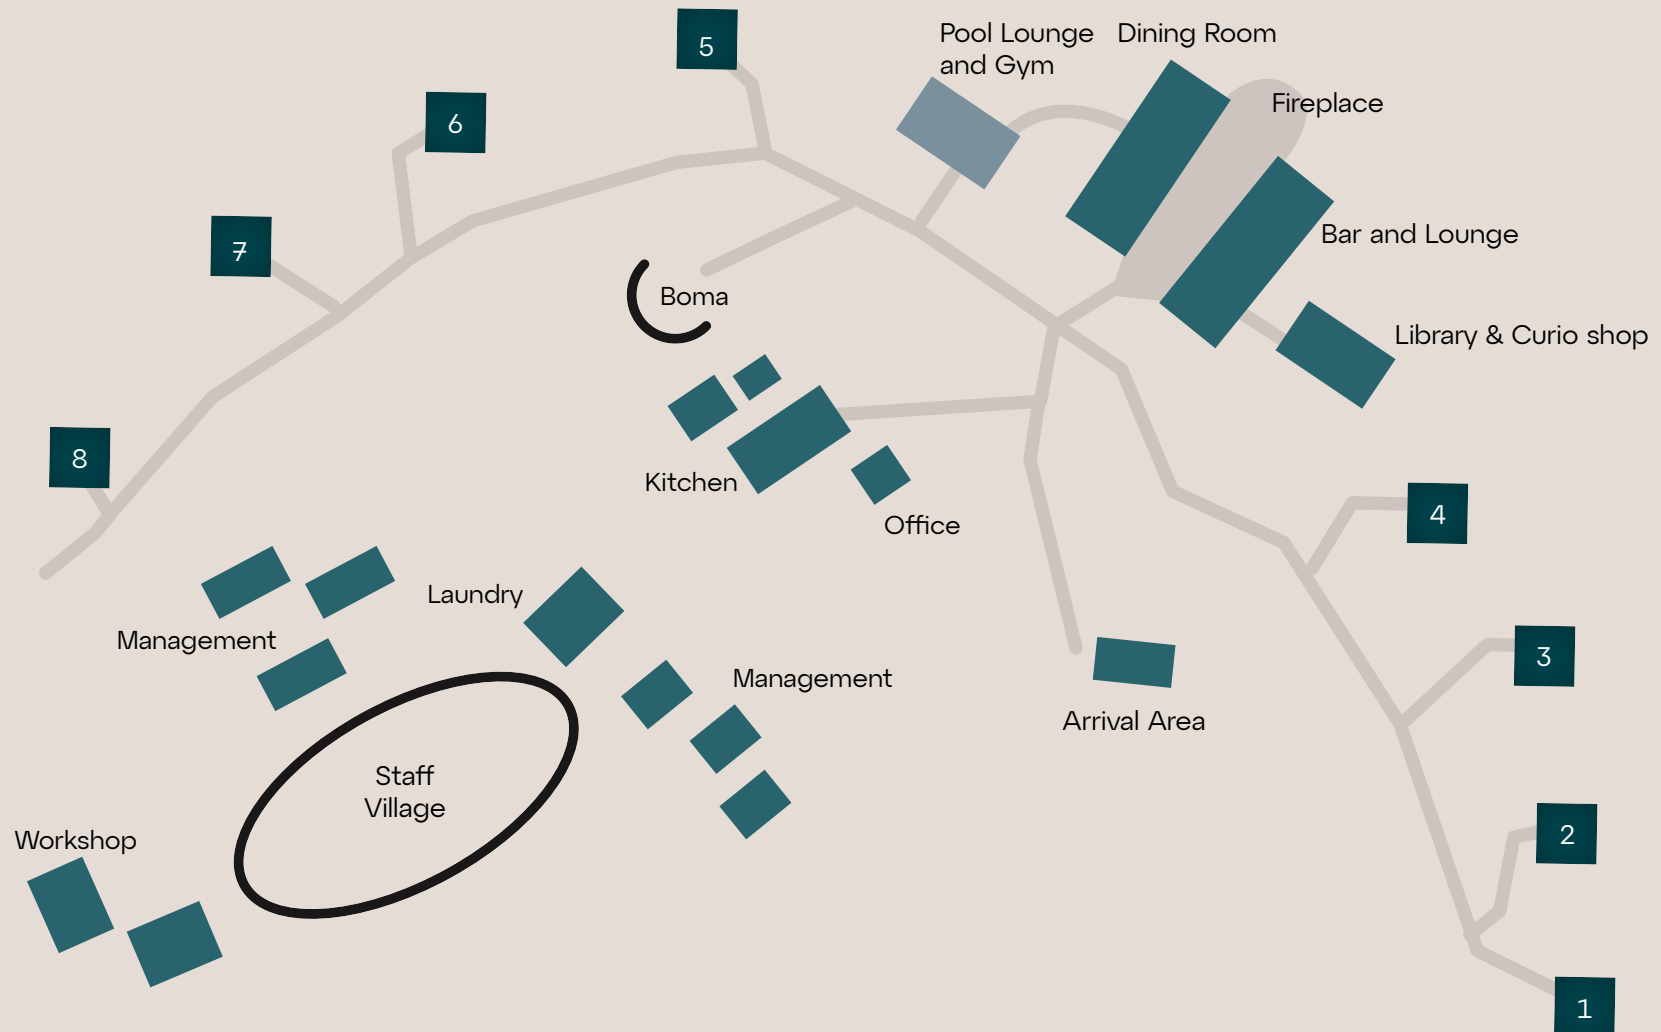 5
Pool Lounge
and Gym
Dining Room
Fireplace
6
7
Bar and Lounge
Boma
Library & Curio shop
8
Kitchen
Office
4
Laundry
Management
3
Management
Arrival Area
Staff
Village
Workshop
2
1